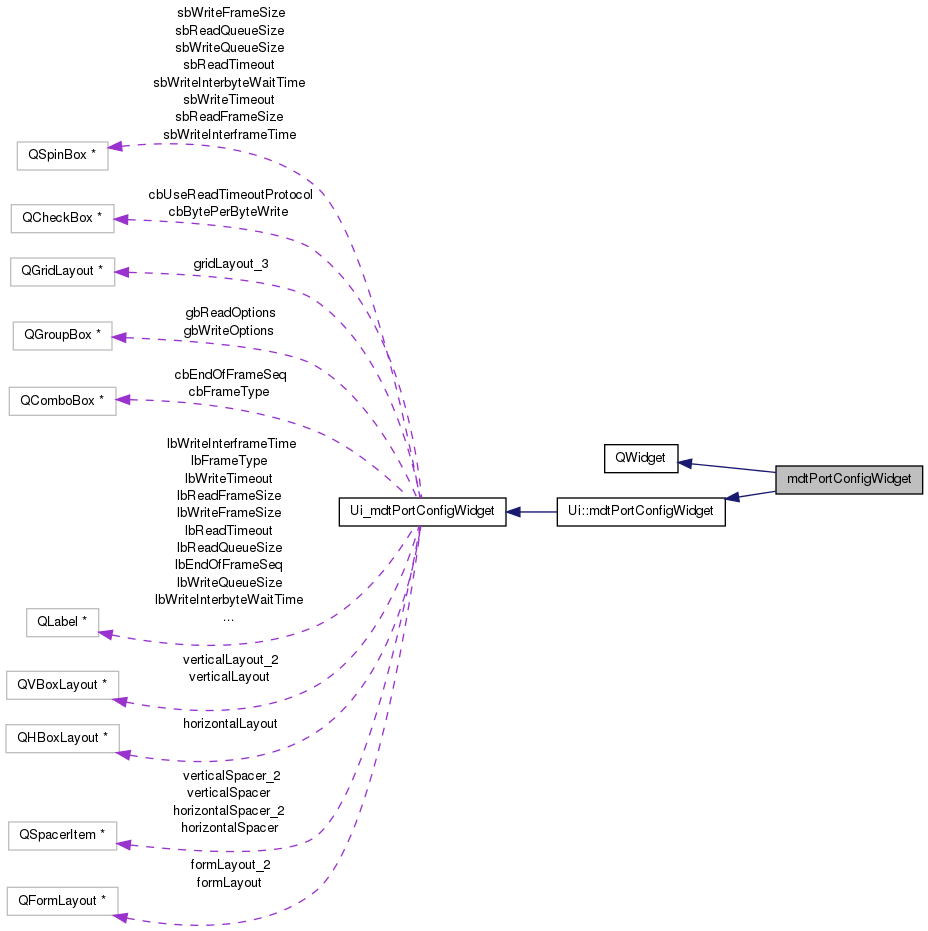 sbWriteFrameSize
sbReadQueueSize
sbWriteQueueSize
sbReadTimeout
sbWriteInterbyteWaitTime
sbWriteTimeout
sbReadFrameSize
sbWriteInterframeTime
QSpinBox *
cbUseReadTimeoutProtocol
cbBytePerByteWrite
QCheckBox *
gridLayout_3
QGridLayout *
gbReadOptions
gbWriteOptions
QGroupBox *
cbEndOfFrameSeq
cbFrameType
QComboBox *
lbWriteInterframeTime
lbFrameType
lbWriteTimeout
lbReadFrameSize
lbWriteFrameSize
lbReadTimeout
lbReadQueueSize
lbEndOfFrameSeq
lbWriteQueueSize
lbWriteInterbyteWaitTime
...
QLabel *
verticalLayout_2
verticalLayout
QVBoxLayout *
horizontalLayout
QHBoxLayout *
verticalSpacer_2
verticalSpacer
horizontalSpacer_2
horizontalSpacer
QSpacerItem *
formLayout_2
formLayout
QFormLayout *
Ui_mdtPortConfigWidget
QWidget
Ui::mdtPortConfigWidget
mdtPortConfigWidget